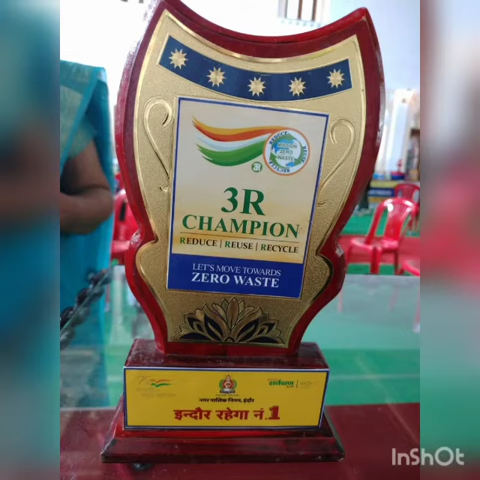 3R
CHAMPION
REDUCE | REUSE | RECYCLE
LET'S MOVE TOWARDS
ZERO WASTE
नगर पालिक निगम, इंदौर
इन्दौर रहेगा नं.1
InShOt